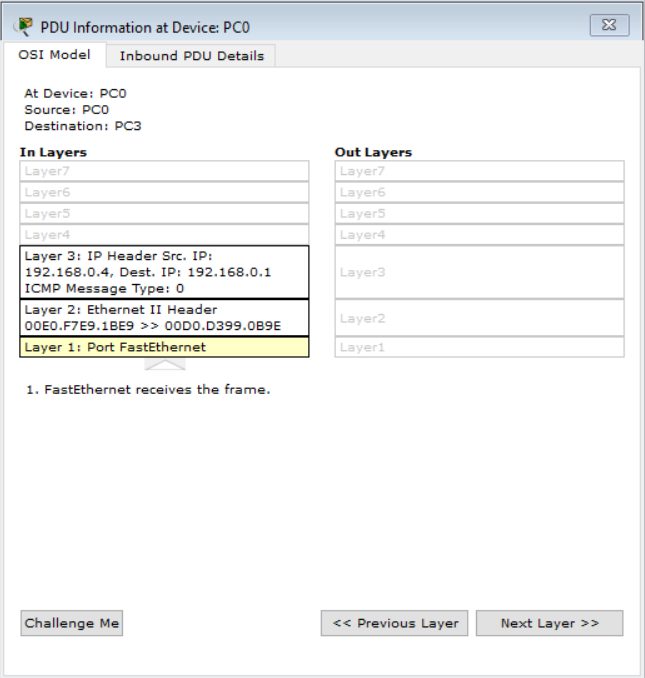 PDU Information at Device: PC0
OSI Model
Inbound PDU Details
At Device: PC0
Source: PC0
Destination: PC3
In Layers
Layer7
Layer6
Layer5
Layer4
Layer 3: IP Header Src. IP:
192.168.0.4, Dest. IP: 192.168.0.1
ICMP Message Type: 0
Layer 2: Ethernet II Header
00E0.F7E9.1BE9 >> 00D0.D399.0B9E
Layer 1: Port FastEthernet
Out Layers
Layer7
Layer6
Layer5
Layer4
Layer3
Layer2
Layer1
1. FastEthernet receives the frame.
Challenge Me
<< Previous Layer
Next Layer >>